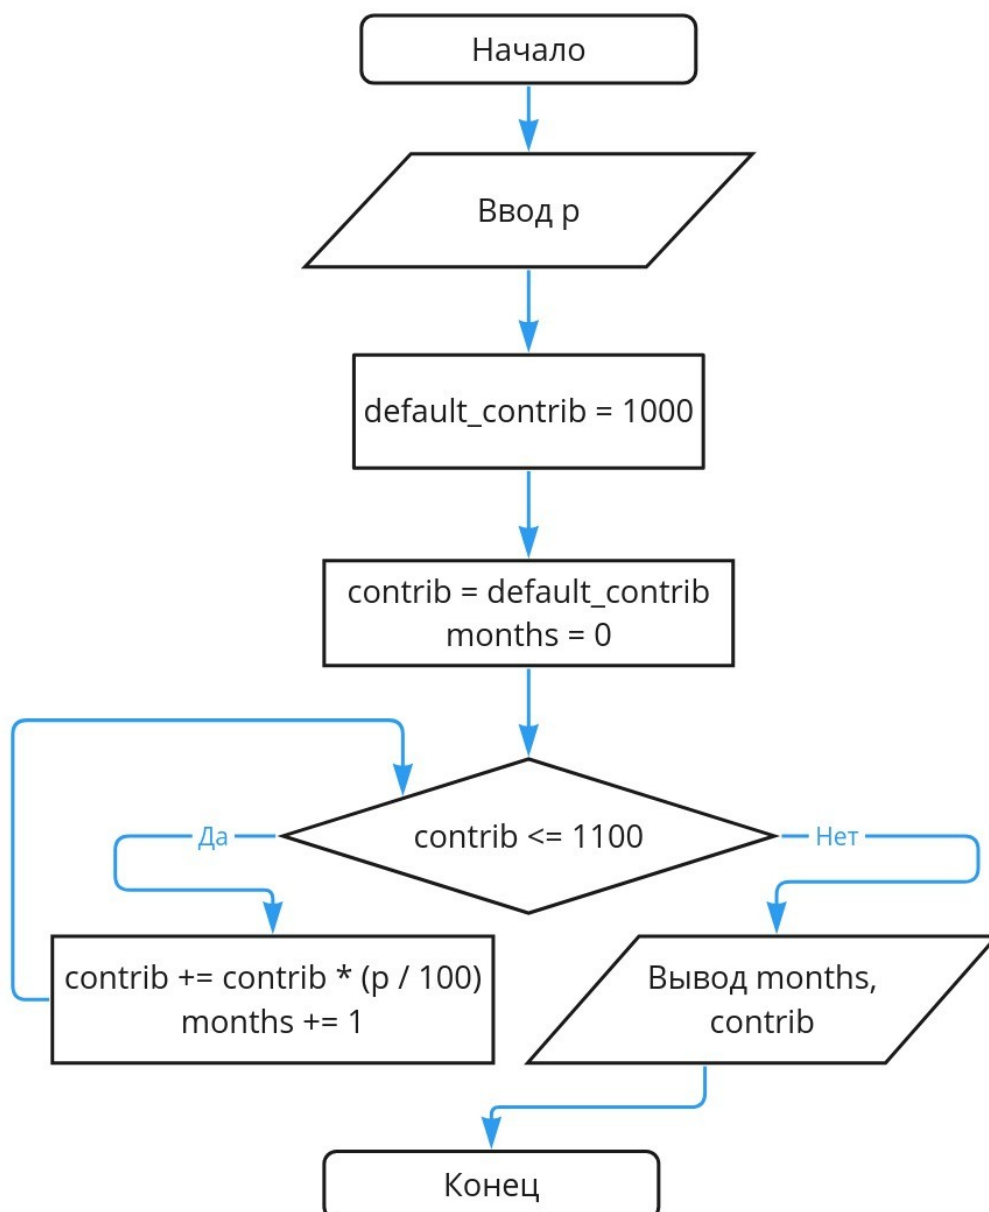 Начало
Ввод p
default_contrib = 1000
contrib = default_contrib
months = 0
contrib <= 1100
Да
Нет
contrib += contrib * (p / 100)
months += 1
Вывод months,
contrib
Конец